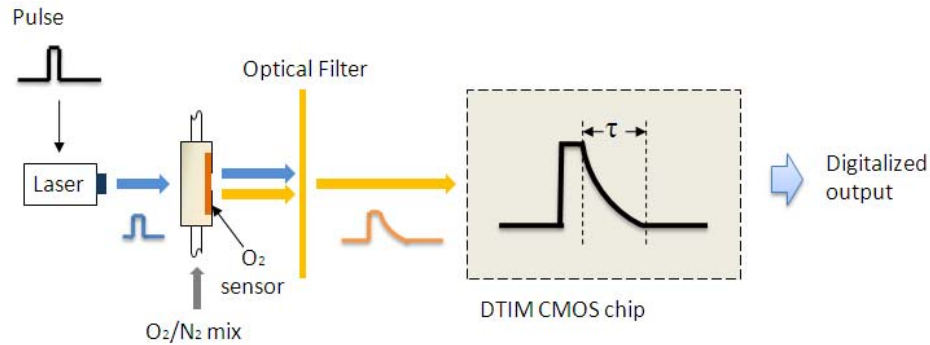 Pulse
Optical Filter
Laser
τ
Digitalized
output
O₂
sensor
O₂/N₂ mix
DTIM CMOS chip